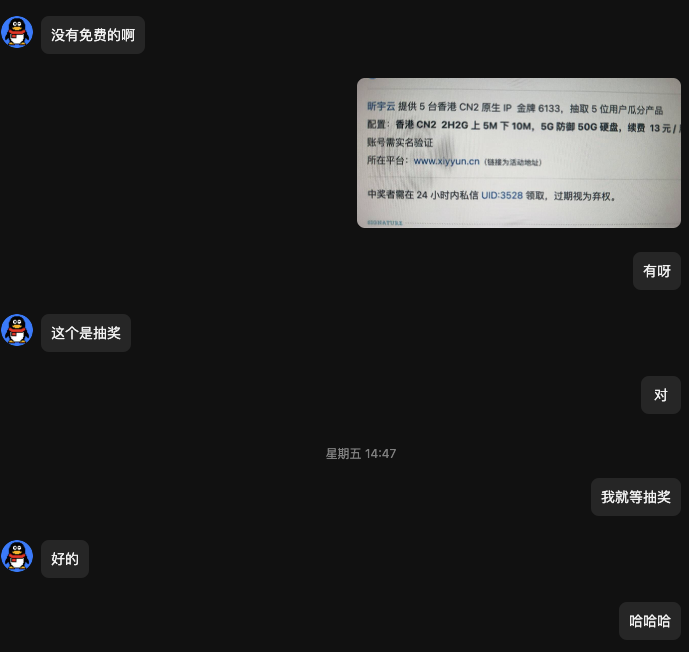 没有免费的啊
昕宇云 提供 5 台香港 CN2 原生 IP 金牌 6133，抽取 5 位用户瓜分产品
配置：香港 CN2 2H2G 上 5M 下 10M，5G 防御 50G 硬盘，续费 13 元 /
账号需实名验证
所在平台：www.xiyyun.cn（链接为活动地址）
中奖者需在 24 小时内私信 UID:3528 领取，过期视为弃权。
SIGNATURE
有呀
这个是抽奖
对
星期五 14:47
我就等抽奖
好的
哈哈哈